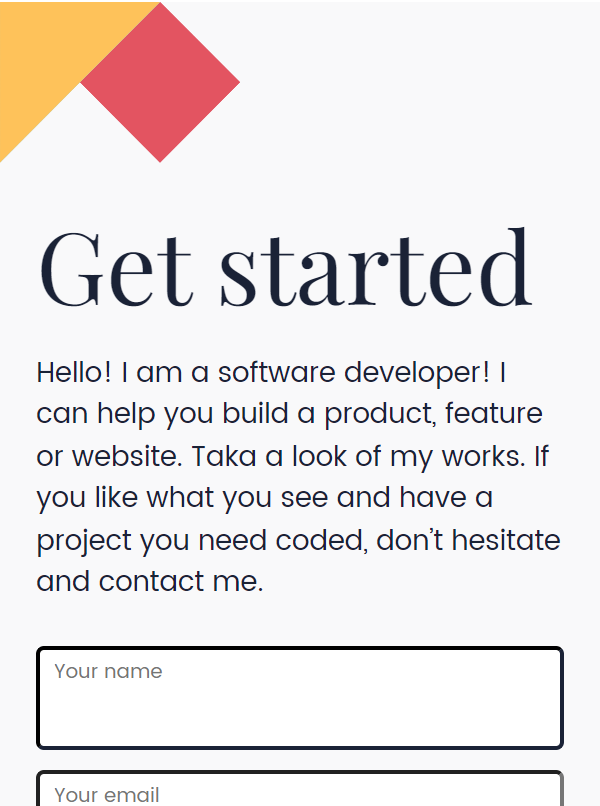 Get started
Hello! I am a software developer! I
can help you build a product, feature
or website. Taka a look of my works. If
you like what you see and have a
project you need coded, don’t hesitate
and contact me.
Your name
Your email